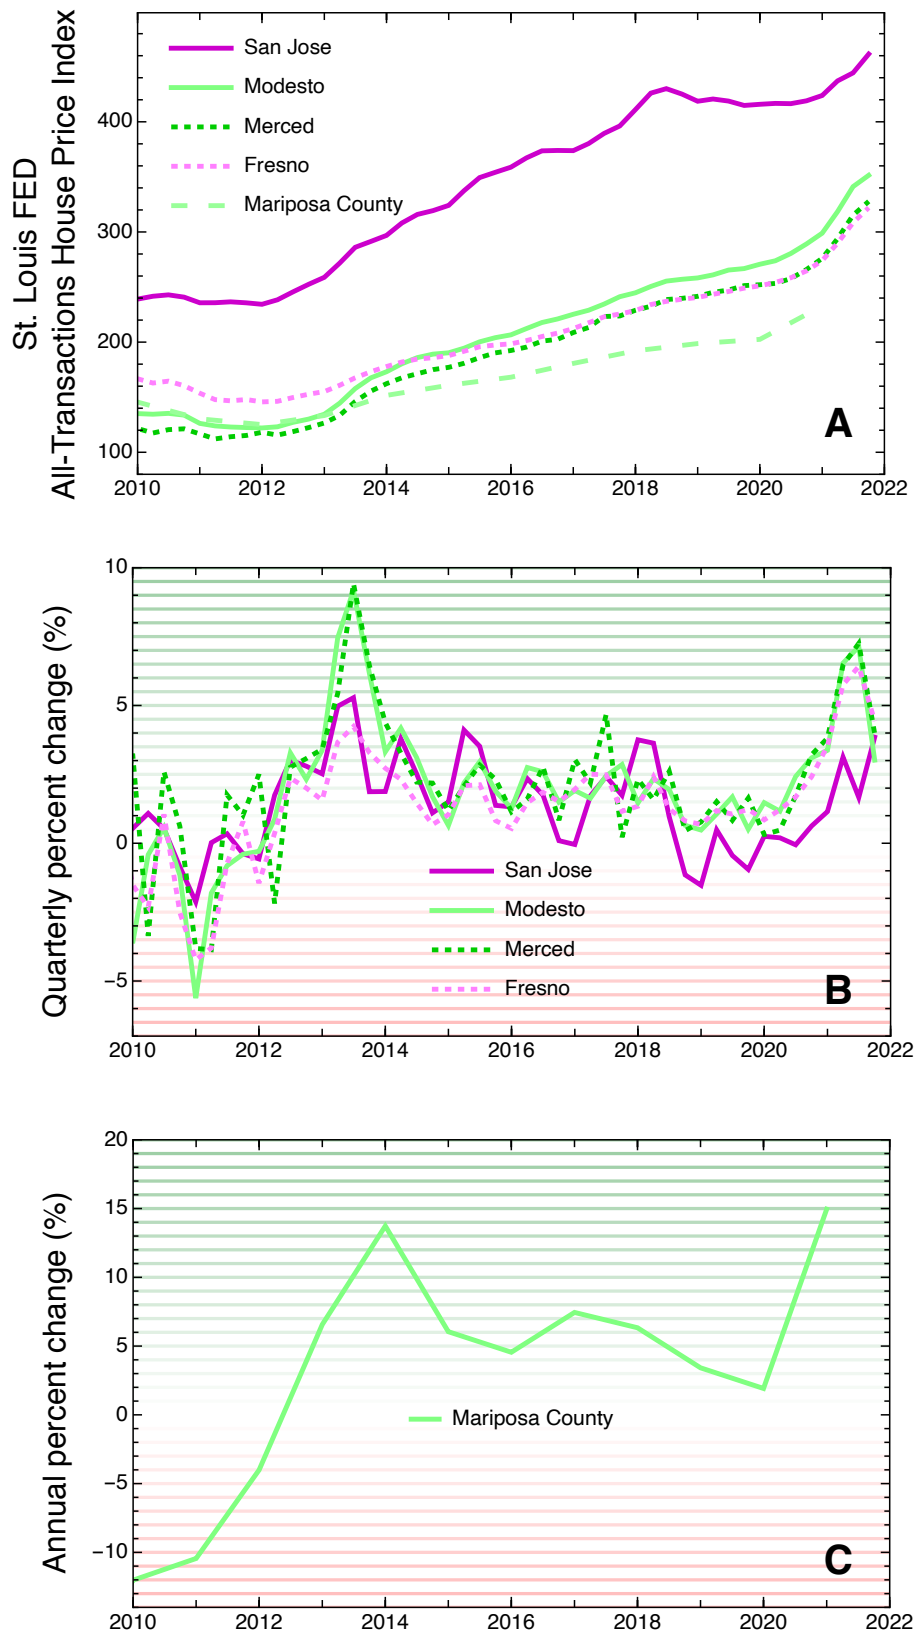 St. Louis FED
All-Transactions House Price Index
San Jose
Modesto
Merced
Fresno
Mariposa County
400
300
200
100
A
2010 2012 2014 2016 2018 2020 2022
Quarterly percent change (%)
10
5
0
−5
San Jose
Modesto
Merced
Fresno
B
2010 2012 2014 2016 2018 2020 2022
Annual percent change (%)
20
15
10
5
0
−5
−10
Mariposa County
C
2010 2012 2014 2016 2018 2020 2022